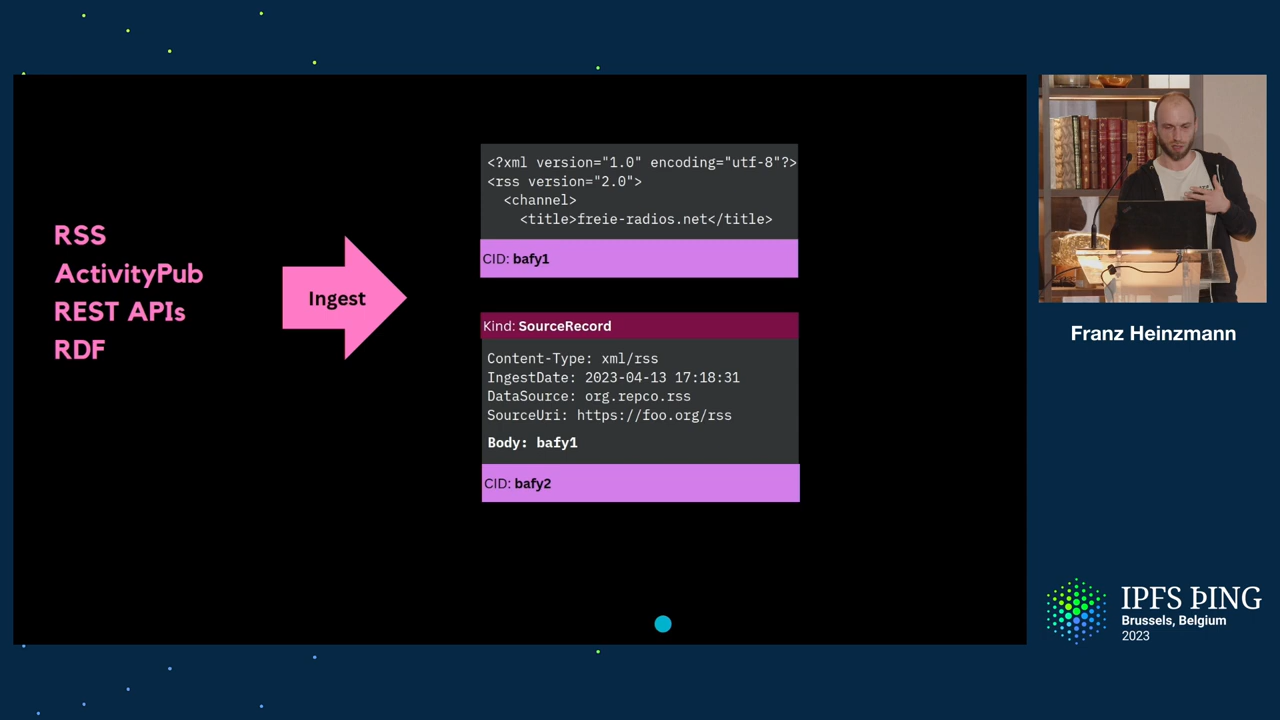 RSS
ActivityPub
REST APIs
RDF
Ingest
<?xml version="1.0" encoding="utf-8"?>
<rss version="2.0">
<channel>
<title>freie-radios.net</title>
CID: bafy1
Kind: SourceRecord
Content-Type: xml/rss
IngestDate: 2023-04-13 17:18:31
DataSource: org.repco.rss
SourceUri: https://foo.org/rss
Body: bafy1
CID: bafy2
Franz Heinzmann
IPFS ÞING
Brussels, Belgium
2023